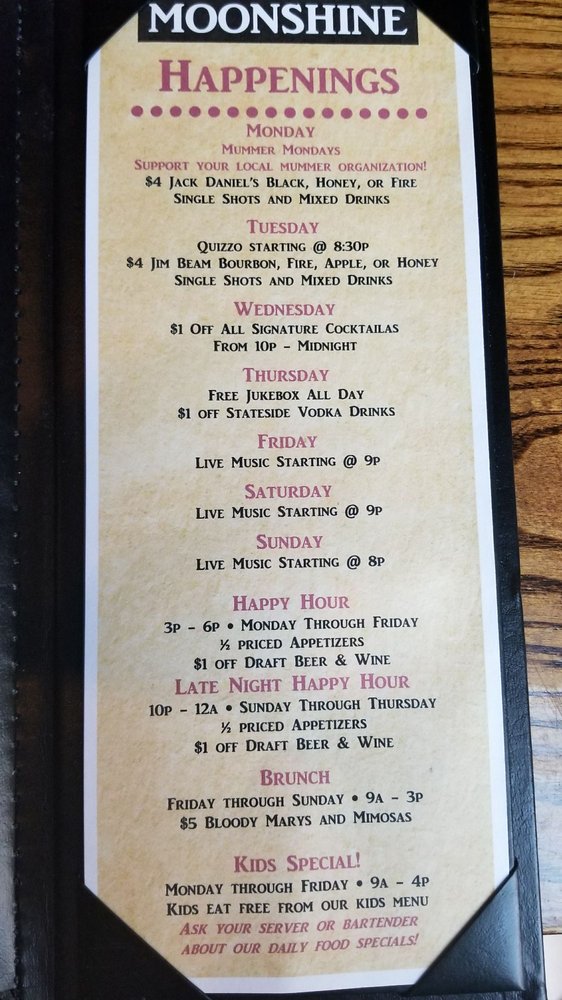 MOONSHINE
HAPPENINGS
MONDAY
MUMMER MONDAYS
SUPPORT YOUR LOCAL MUMMER ORGANIZATION!
$4 JACK DANIEL'S BLACK, HONEY, OR FIRE
SINGLE SHOTS AND MIXED DRINKS
TUESDAY
QUIZZO STARTING @ 8:30P
$4 JIM BEAM BOURBON, FIRE, APPLE, OR HONEY
SINGLE SHOTS AND MIXED DRINKS
WEDNESDAY
$1 OFF ALL SIGNATURE COCKTAILAS
FROM 10P - MIDNIGHT
THURSDAY
FREE JUKEBOX ALL DAY
$1 OFF STATESIDE VODKA DRINKS
FRIDAY
LIVE MUSIC STARTING @ 9P
SATURDAY
LIVE MUSIC STARTING @ 9P
SUNDAY
LIVE MUSIC STARTING @ 8P
HAPPY HOUR
3P - 6P • MONDAY THROUGH FRIDAY
½ PRICED APPETIZERS
$1 OFF DRAFT BEER & WINE
LATE NIGHT HAPPY HOUR
10P - 12A • SUNDAY THROUGH THURSDAY
½ PRICED APPETIZERS
$1 OFF DRAFT BEER & WINE
BRUNCH
FRIDAY THROUGH SUNDAY • 9A - 3P
$5 BLOODY MARYS AND MIMOSAS
KIDS SPECIAL!
MONDAY THROUGH FRIDAY • 9A - 4P
KIDS EAT FREE FROM OUR KIDS MENU
ASK YOUR SERVER OR BARTENDER
ABOUT OUR DAILY FOOD SPECIALS!